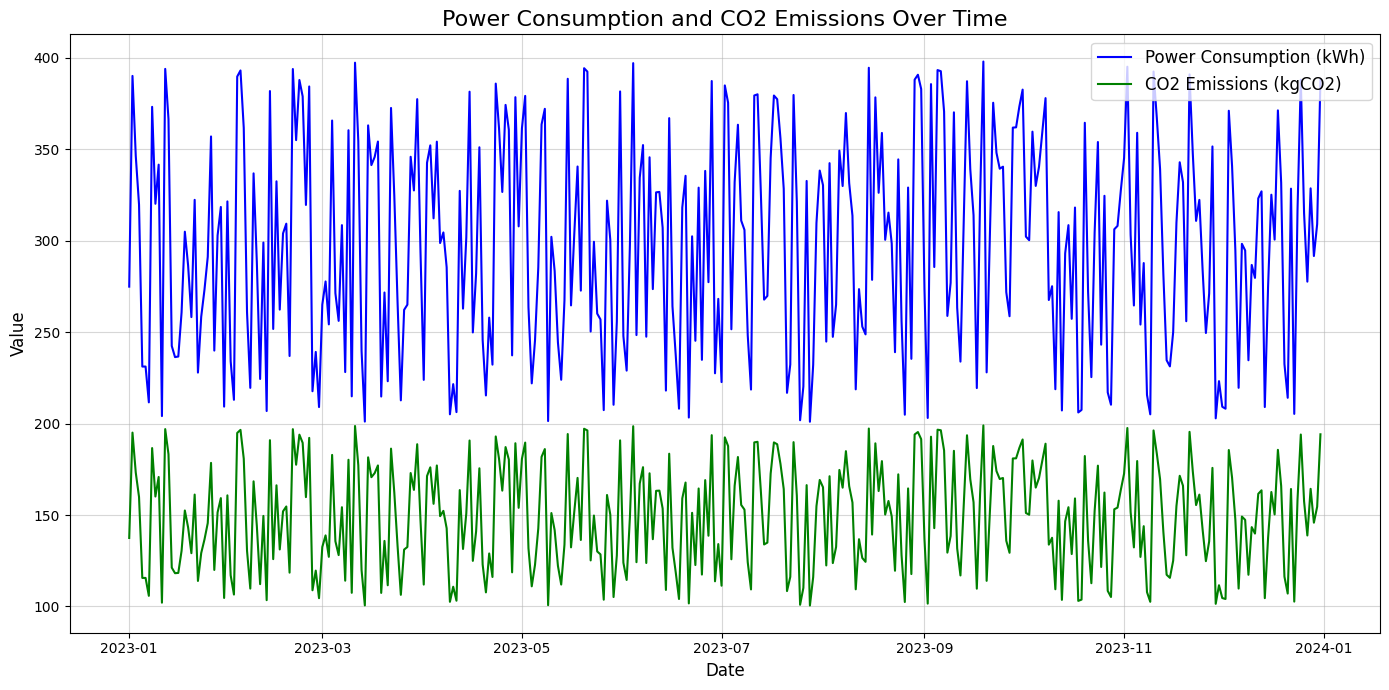 Power Consumption and CO2 Emissions Over Time
Power Consumption (kWh)
CO2 Emissions (kgCO2)
Value
400
350
300
250
200
150
100
2023-01
2023-03
2023-05
2023-07
2023-09
2023-11
2024-01
Date